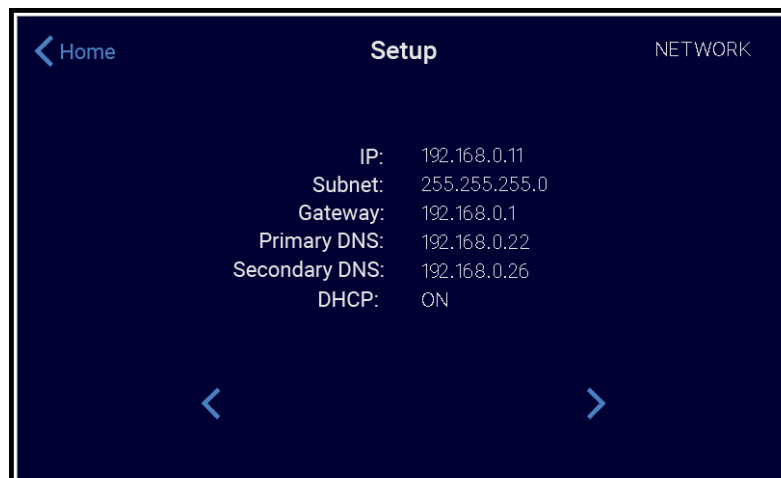 Home Setup NETWORK
IP: 192.168.0.11
Subnet: 255.255.255.0
Gateway: 192.168.0.1
Primary DNS: 192.168.0.22
Secondary DNS: 192.168.0.26
DHCP: ON